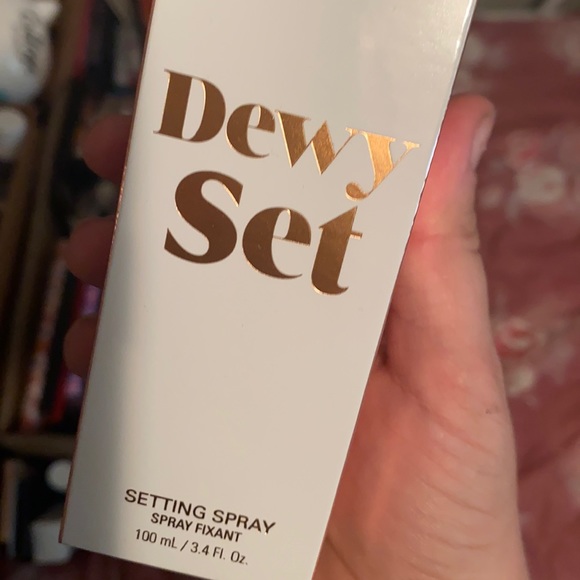 Dewy
Set
SETTING SPRAY
SPRAY FIXANT
100 mL / 3.4 Fl. Oz.